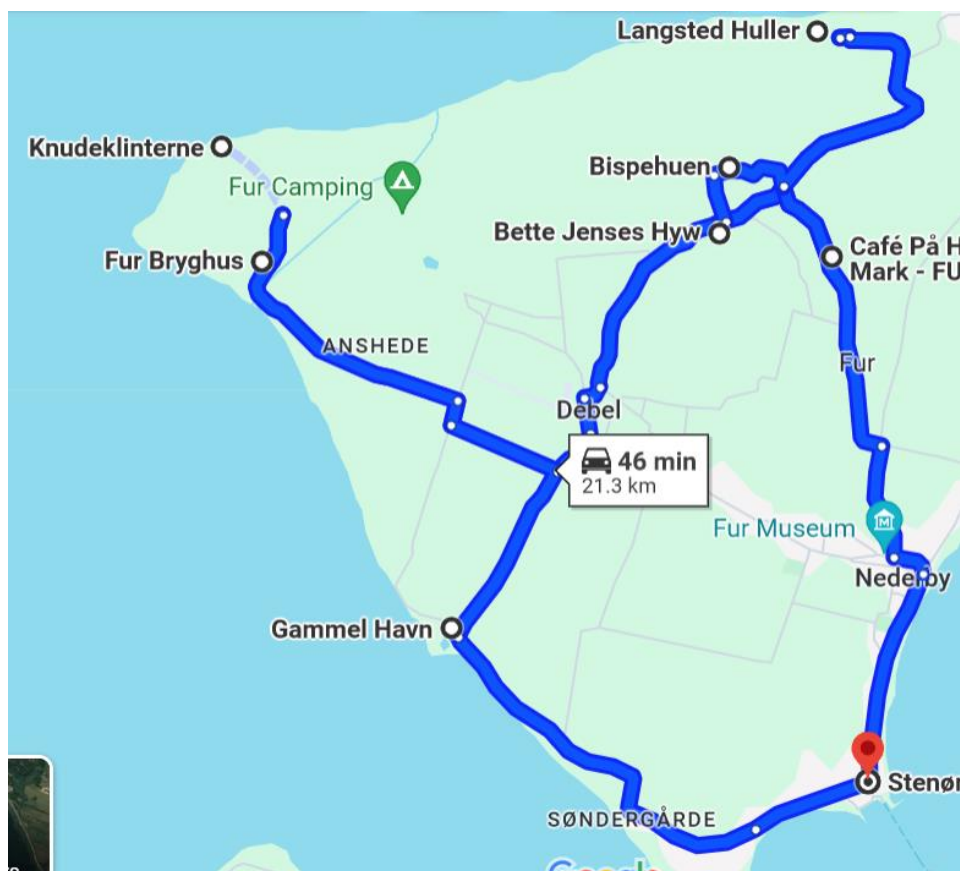 Langsted Huller
Knudeklinterne
Bispehuen
Fur Camping
Bette Jenses Hyw
Café På H
Mark - FU
Fur Bryghus
ANSHEDE
Fur
Debel
46 min
21.3 km
Fur Museum
Nederby
Gammel Havn
Stenør
SØNDERGÅRDE
Google